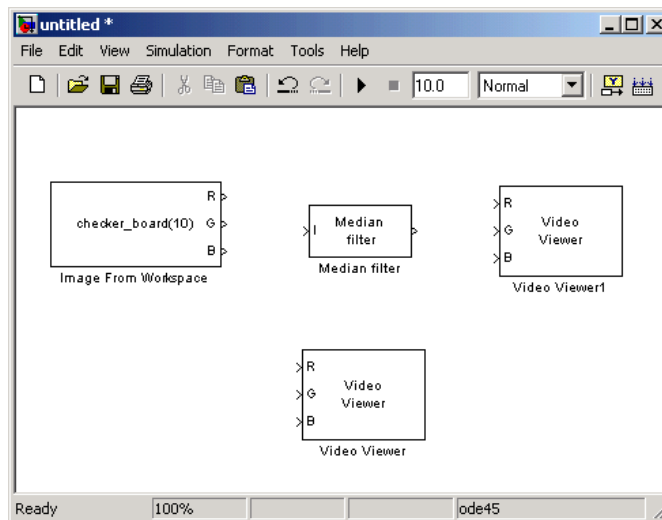 untitled *
File Edit View Simulation Format Tools Help
10.0 Normal
R
checker_board(10) G
B
Image From Workspace
I Median
filter
Median filter
R
G Video
Viewer
B
Video Viewer1
R
G Video
Viewer
B
Video Viewer
Ready 100% ode45